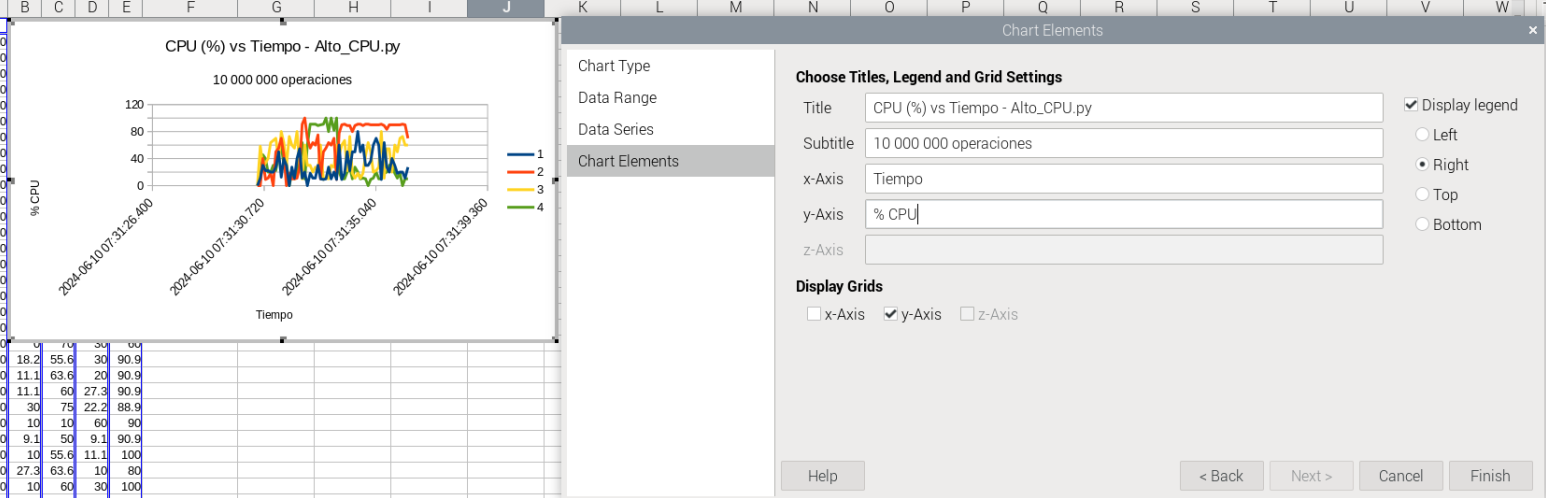 B C D E F G H I J K L M N O P Q R S T U V W
Chart Elements ×
CPU (%) vs Tiempo - Alto_CPU.py
10 000 000 operaciones
120
80
40
0
% CPU
2024-06-10 07:31:26.400
2024-06-10 07:31:30.720
2024-06-10 07:31:35.040
2024-06-10 07:31:39.360
Tiempo
1
2
3
4
Chart Type
Data Range
Data Series
Chart Elements
Choose Titles, Legend and Grid Settings
Title CPU (%) vs Tiempo - Alto_CPU.py
Subtitle 10 000 000 operaciones
x-Axis Tiempo
y-Axis % CPU
z-Axis
Display legend
Left
Right
Top
Bottom
Display Grids
x-Axis y-Axis z-Axis
0 70 30 60
18.2 55.6 30 90.9
11.1 63.6 20 90.9
11.1 60 27.3 90.9
30 75 22.2 88.9
10 10 60 90
9.1 50 9.1 90.9
10 55.6 11.1 100
27.3 63.6 10 80
10 60 30 100
Help < Back Next > Cancel Finish